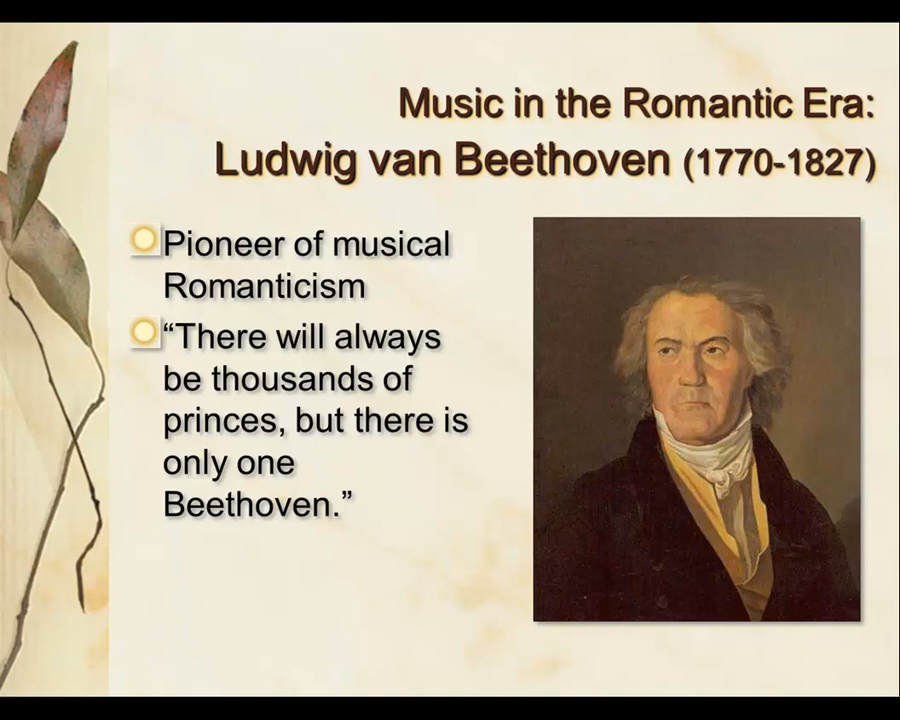 Music in the Romantic Era:
Ludwig van Beethoven (1770-1827)
Pioneer of musical
Romanticism
“There will always
be thousands of
princes, but there is
only one
Beethoven.”